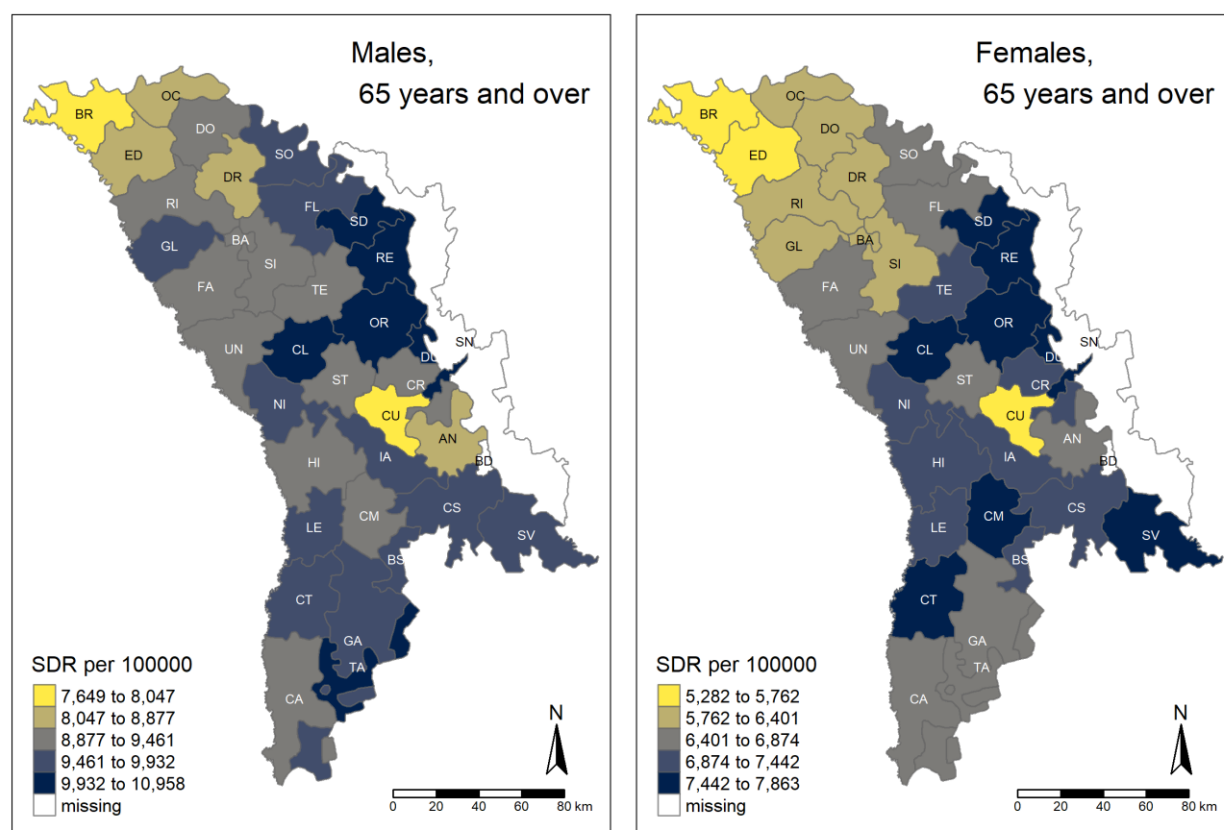 Males,
65 years and over
OC
BR
DO
ED
SO
DR
RI
FL
SD
GL
BA
RE
SI
FA
TE
OR
SN
UN
CL
DU
ST
CR
NI
CU
AN
IA
BD
HI
CS
CM
LE
SV
BS
CT
GA
TA
CA
SDR per 100000
7,649 to 8,047
8,047 to 8,877
8,877 to 9,461
9,461 to 9,932
9,932 to 10,958
missing
N
0 20 40 60 80 km
Females,
65 years and over
OC
BR
DO
ED
SO
DR
RI
FL
SD
GL
BA
RE
SI
FA
TE
OR
SN
UN
CL
DU
ST
CR
NI
CU
AN
IA
BD
HI
CS
CM
LE
SV
BS
CT
GA
TA
CA
SDR per 100000
5,282 to 5,762
5,762 to 6,401
6,401 to 6,874
6,874 to 7,442
7,442 to 7,863
missing
N
0 20 40 60 80 km